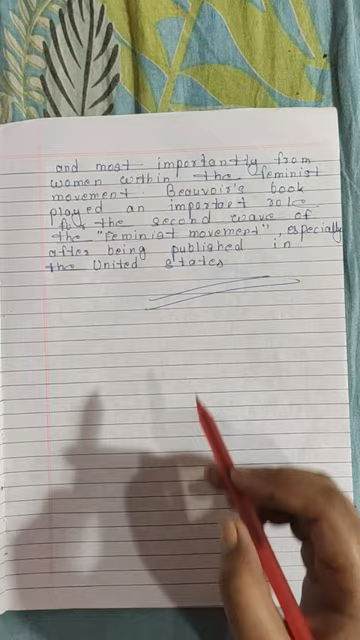 and most importantly from
women within the feminist
movement. Beauvoir's book
played an important role
for the second wave of
the "feminist movement", especially
after being published in
the United states